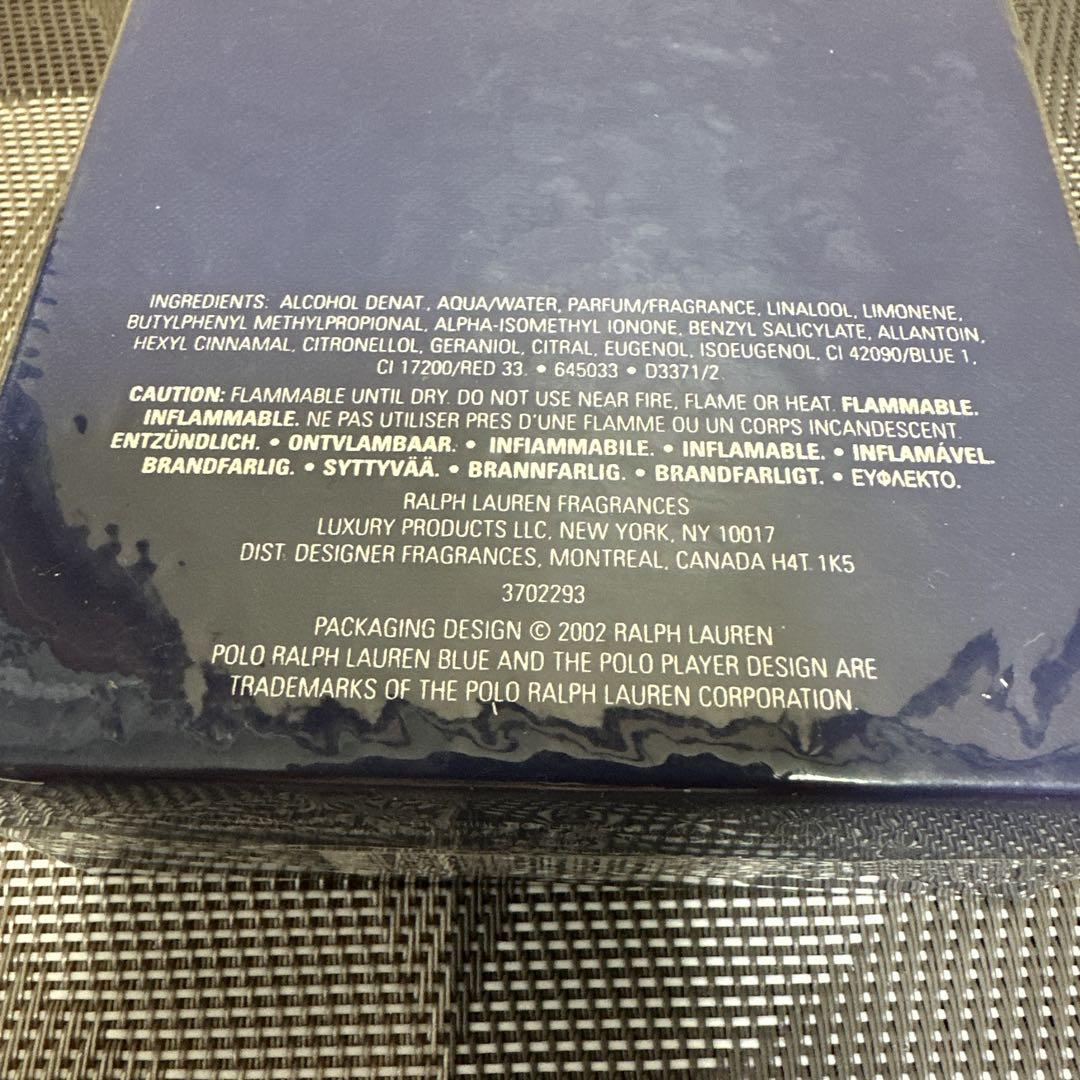 INGREDIENTS: ALCOHOL DENAT., AQUA/WATER, PARFUM/FRAGRANCE, LINALOOL, LIMONENE,
BUTYLPHENYL METHYLPROPIONAL, ALPHA-ISOMETHYL IONONE, BENZYL SALICYLATE, ALLANTOIN,
HEXYL CINNAMAL, CITRONELLOL, GERANIOL, CITRAL, EUGENOL, ISOEUGENOL, CI 42090/BLUE 1,
CI 17200/RED 33. • 645033 • D3371/2.
CAUTION: FLAMMABLE UNTIL DRY. DO NOT USE NEAR FIRE, FLAME OR HEAT. FLAMMABLE.
INFLAMMABLE. NE PAS UTILISER PRES D'UNE FLAMME OU UN CORPS INCANDESCENT.
ENTZÜNDLICH. • ONTVLAMBAAR. • INFIAMMABILE. • INFLAMABLE. • INFLAMÁVEL.
BRANDFARLIG. • SYTTYVÄÄ. • BRANNFARLIG. • BRANDFARLIGT. • ΕΥΦΛΕΚΤΟ.
RALPH LAUREN FRAGRANCES
LUXURY PRODUCTS LLC, NEW YORK, NY 10017
DIST. DESIGNER FRAGRANCES, MONTREAL, CANADA H4T 1K5
3702293
PACKAGING DESIGN © 2002 RALPH LAUREN
POLO RALPH LAUREN BLUE AND THE POLO PLAYER DESIGN ARE
TRADEMARKS OF THE POLO RALPH LAUREN CORPORATION.